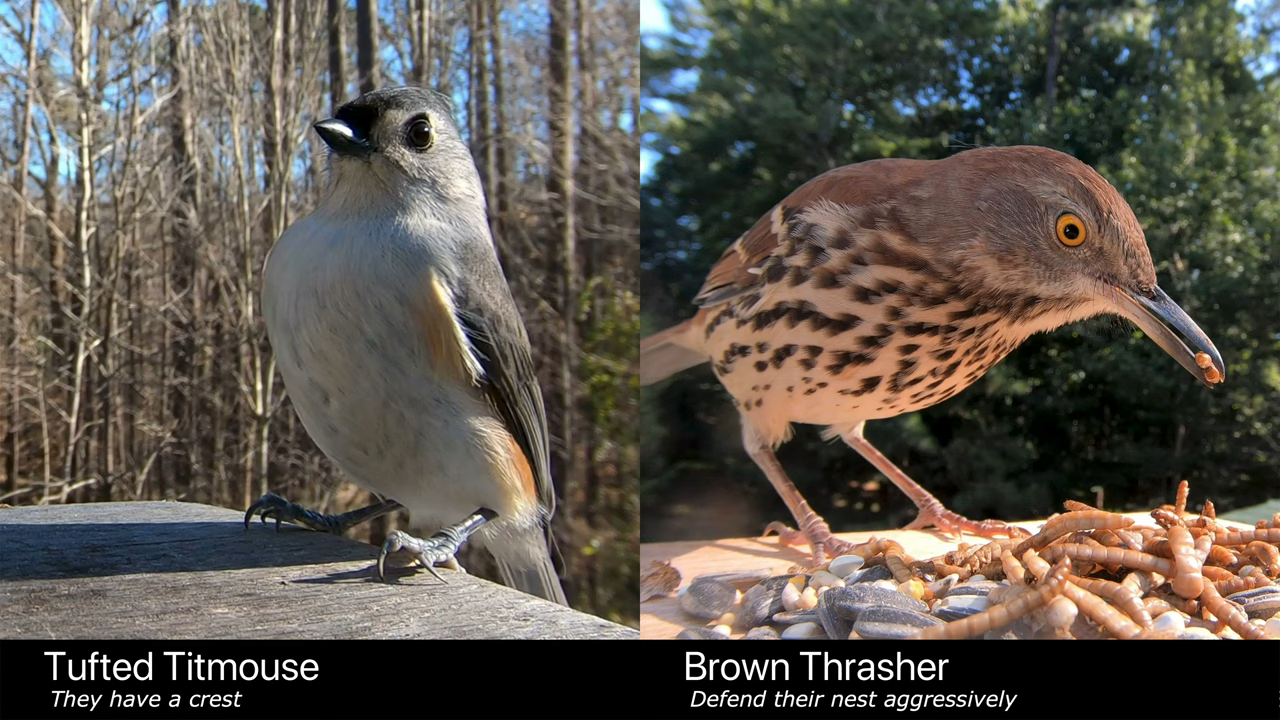 Tufted Titmouse
They have a crest
Brown Thrasher
Defend their nest aggressively